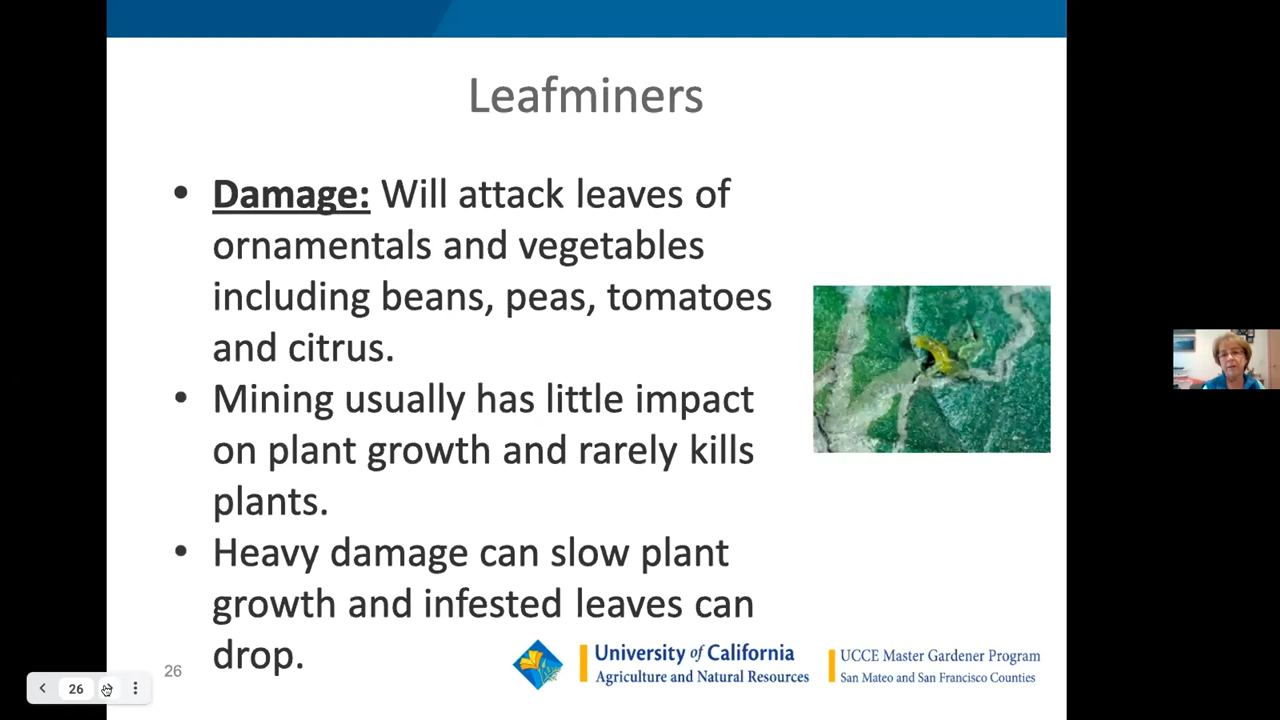 Leafminers
• Damage: Will attack leaves of
ornamentals and vegetables
including beans, peas, tomatoes
and citrus.
• Mining usually has little impact
on plant growth and rarely kills
plants.
• Heavy damage can slow plant
growth and infested leaves can
drop.
26
University of California
Agriculture and Natural Resources
UCCE Master Gardener Program
San Mateo and San Francisco Counties
26